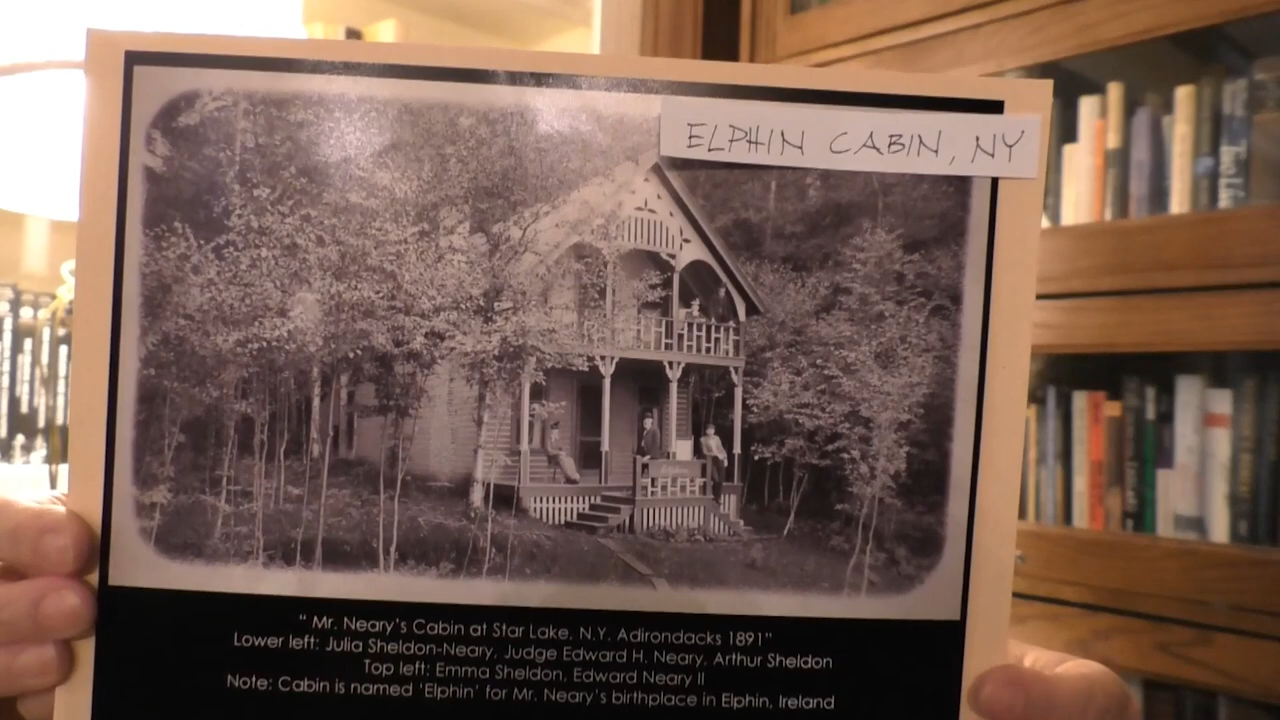 ELPHIN CABIN, NY
Elphin
" Mr. Neary's Cabin at Star Lake, N.Y. Adirondacks 1891"
Lower left: Julia Sheldon-Neary, Judge Edward H. Neary, Arthur Sheldon
Top left: Emma Sheldon, Edward Neary II
Note: Cabin is named 'Elphin' for Mr. Neary's birthplace in Elphin, Ireland